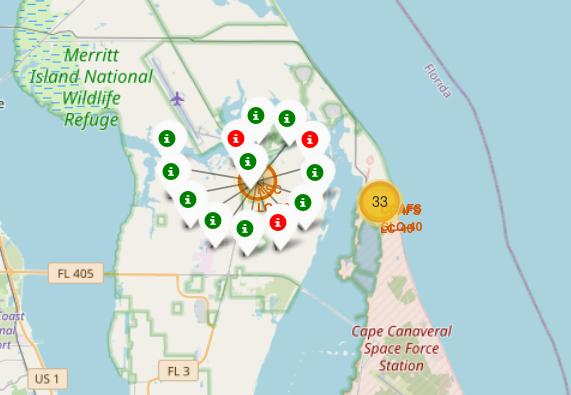 Merritt
Island National
Wildlife
Refuge
Florida
33
FL 405
Cape Canaveral
Space Force
Station
FL 3
US 1